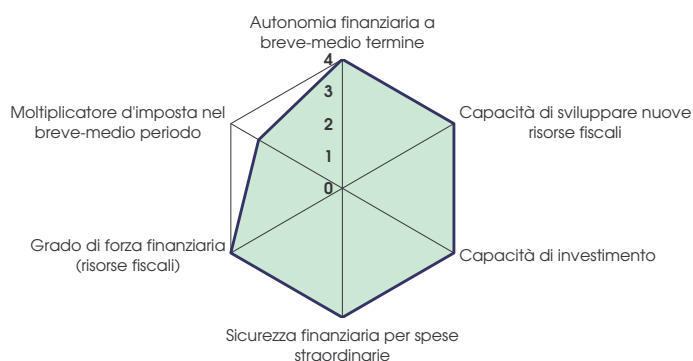 Autonomia finanziaria a
breve-medio termine
4
3
2
1
0
Moltiplicatore d'imposta nel
breve-medio periodo
Capacità di sviluppare nuove
risorse fiscali
Grado di forza finanziaria
(risorse fiscali)
Capacità di investimento
Sicurezza finanziaria per spese
straordinarie